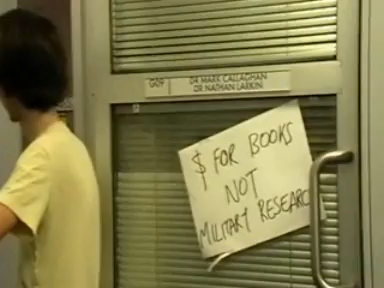 G09 DR MARK CALLAGHAN
DR NATHAN LARKIN
$ FOR BOOKS
NOT
MILITARY RESEARC